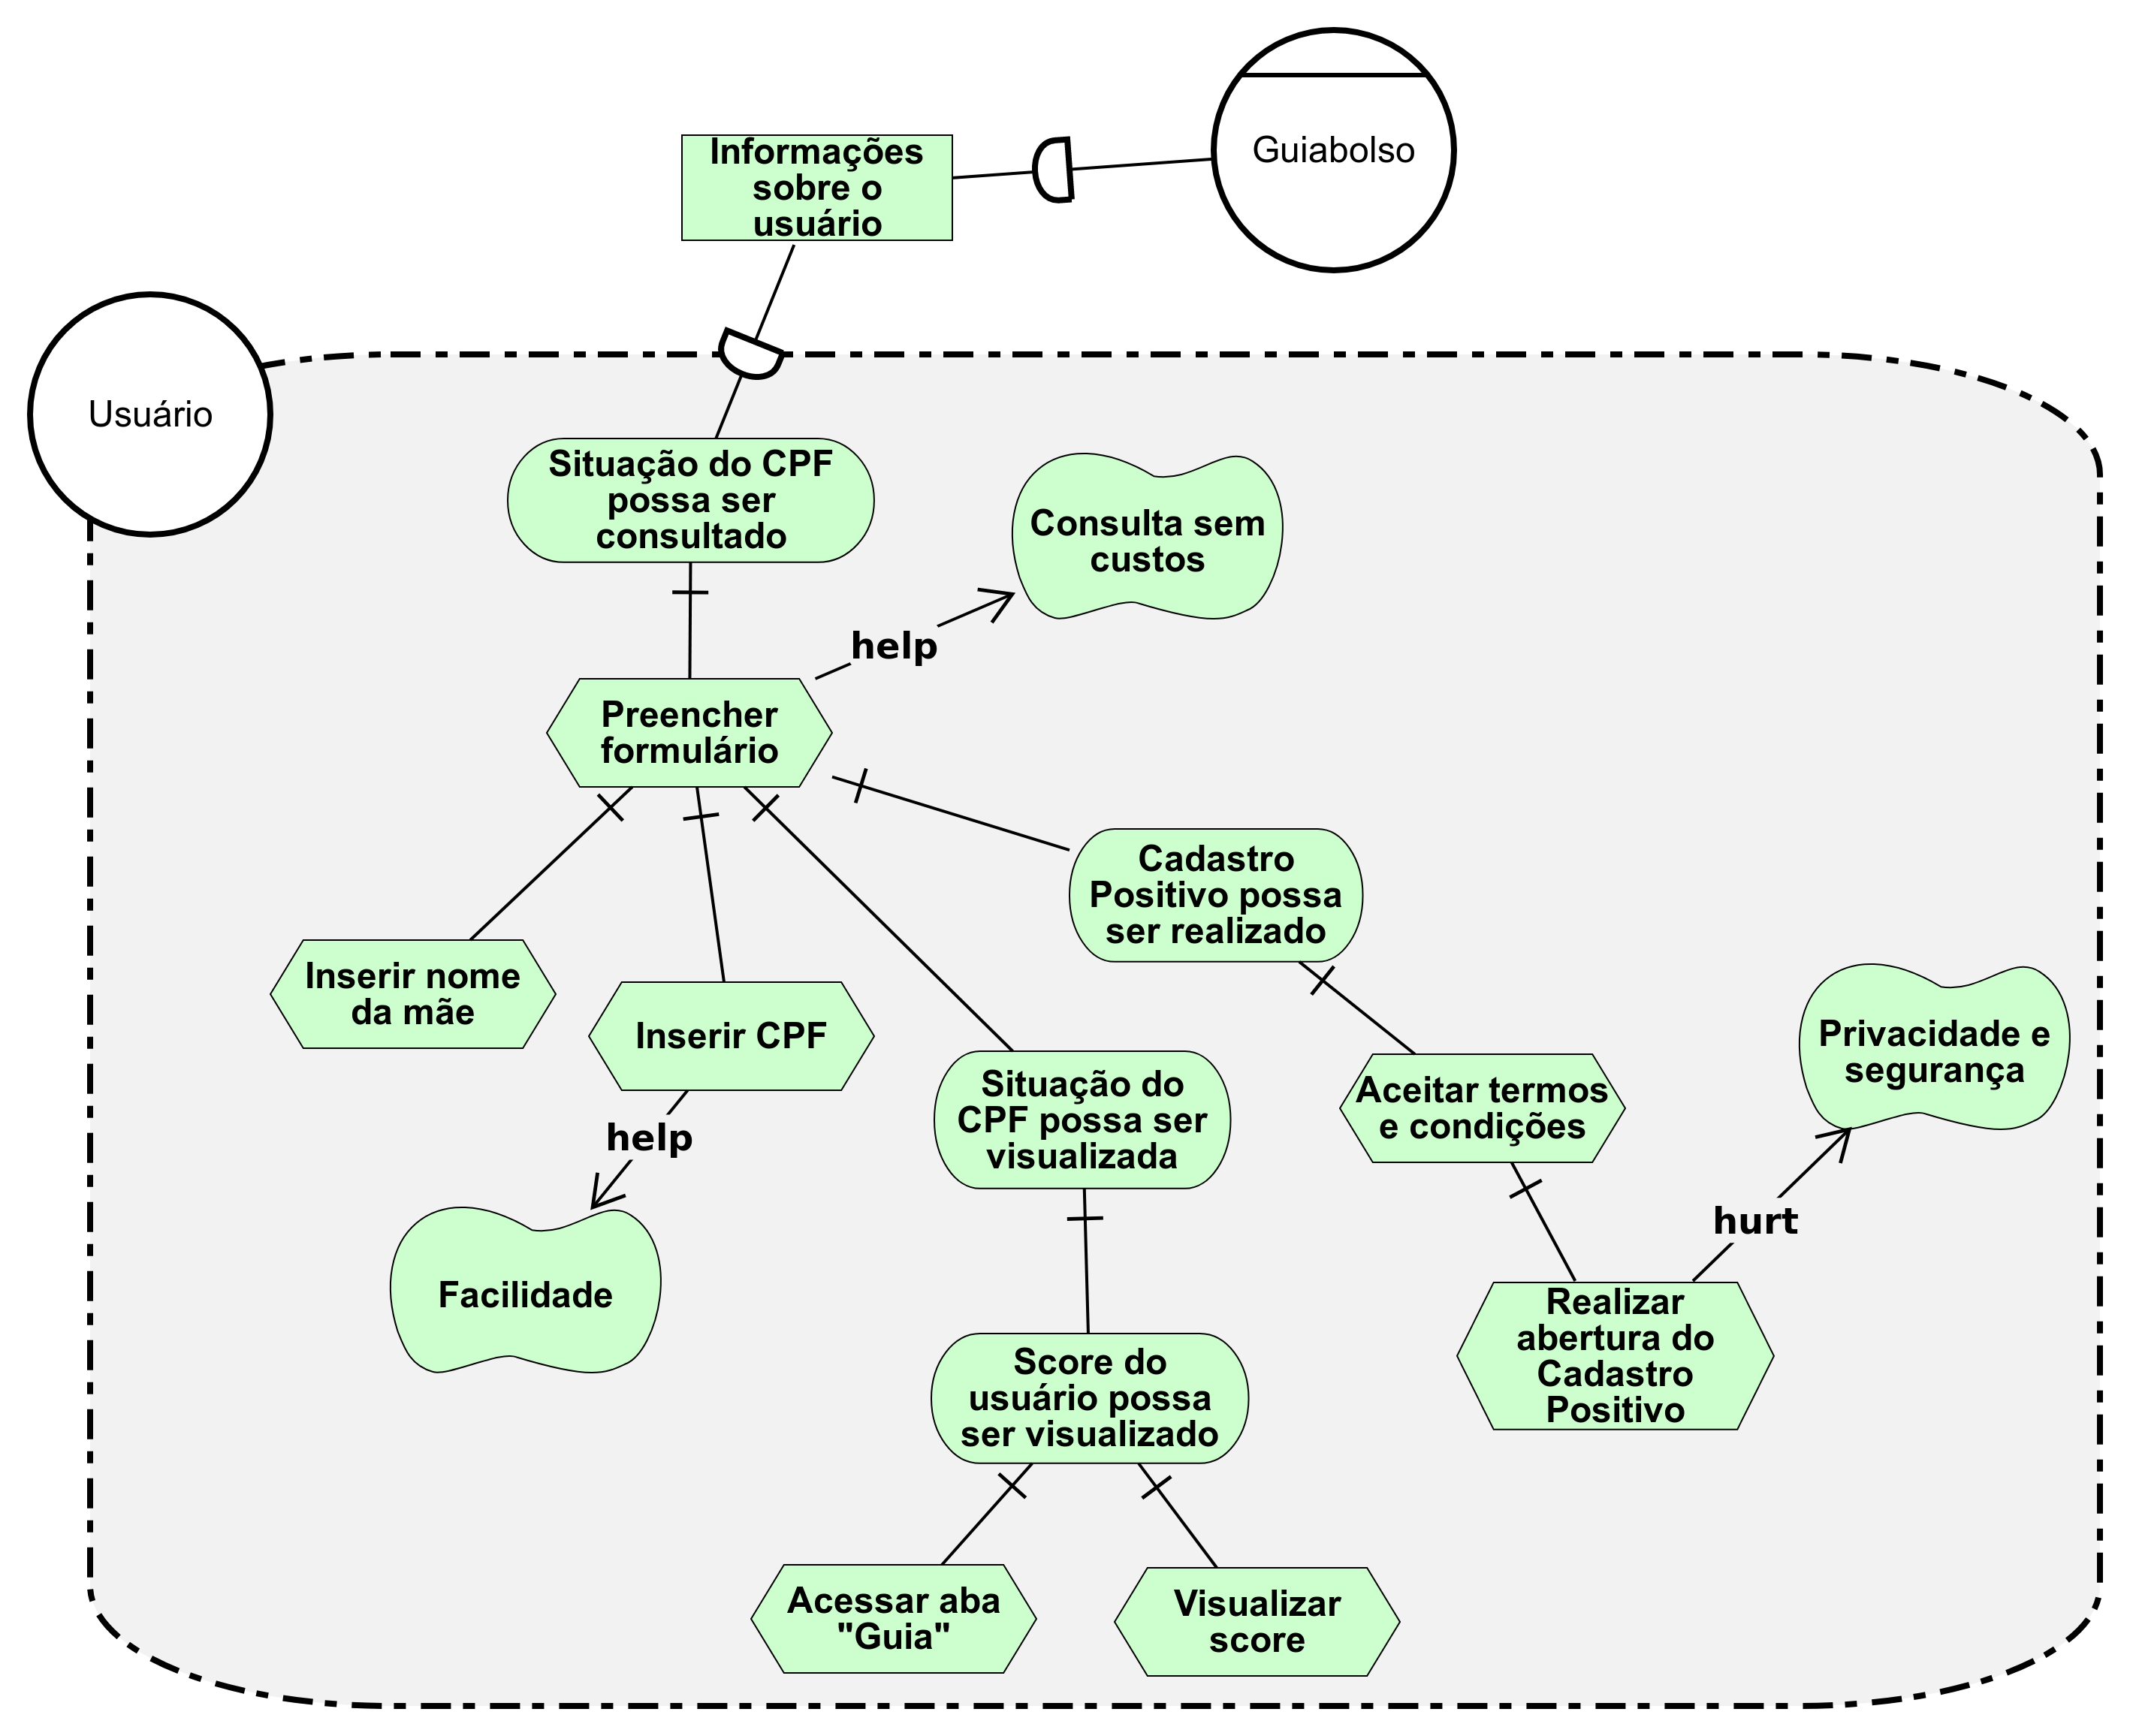 Informações
sobre o
usuário
Guiabolso
Usuário
Situação do CPF
possa ser
consultado
Consulta sem
custos
help
Preencher
formulário
Cadastro
Positivo possa
ser realizado
Inserir nome
da mãe
Inserir CPF
Situação do
CPF possa ser
visualizada
Aceitar termos
e condições
Privacidade e
segurança
help
hurt
Facilidade
Realizar
abertura do
Cadastro
Positivo
Score do
usuário possa
ser visualizado
Acessar aba
"Guia"
Visualizar
score